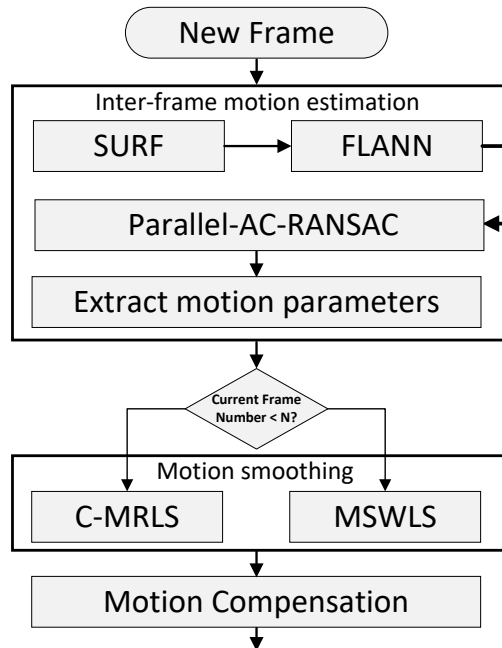 New Frame
Inter-frame motion estimation
SURF
FLANN
Parallel-AC-RANSAC
Extract motion parameters
Current Frame
Number < N?
Motion smoothing
C-MRLS
MSWLS
Motion Compensation